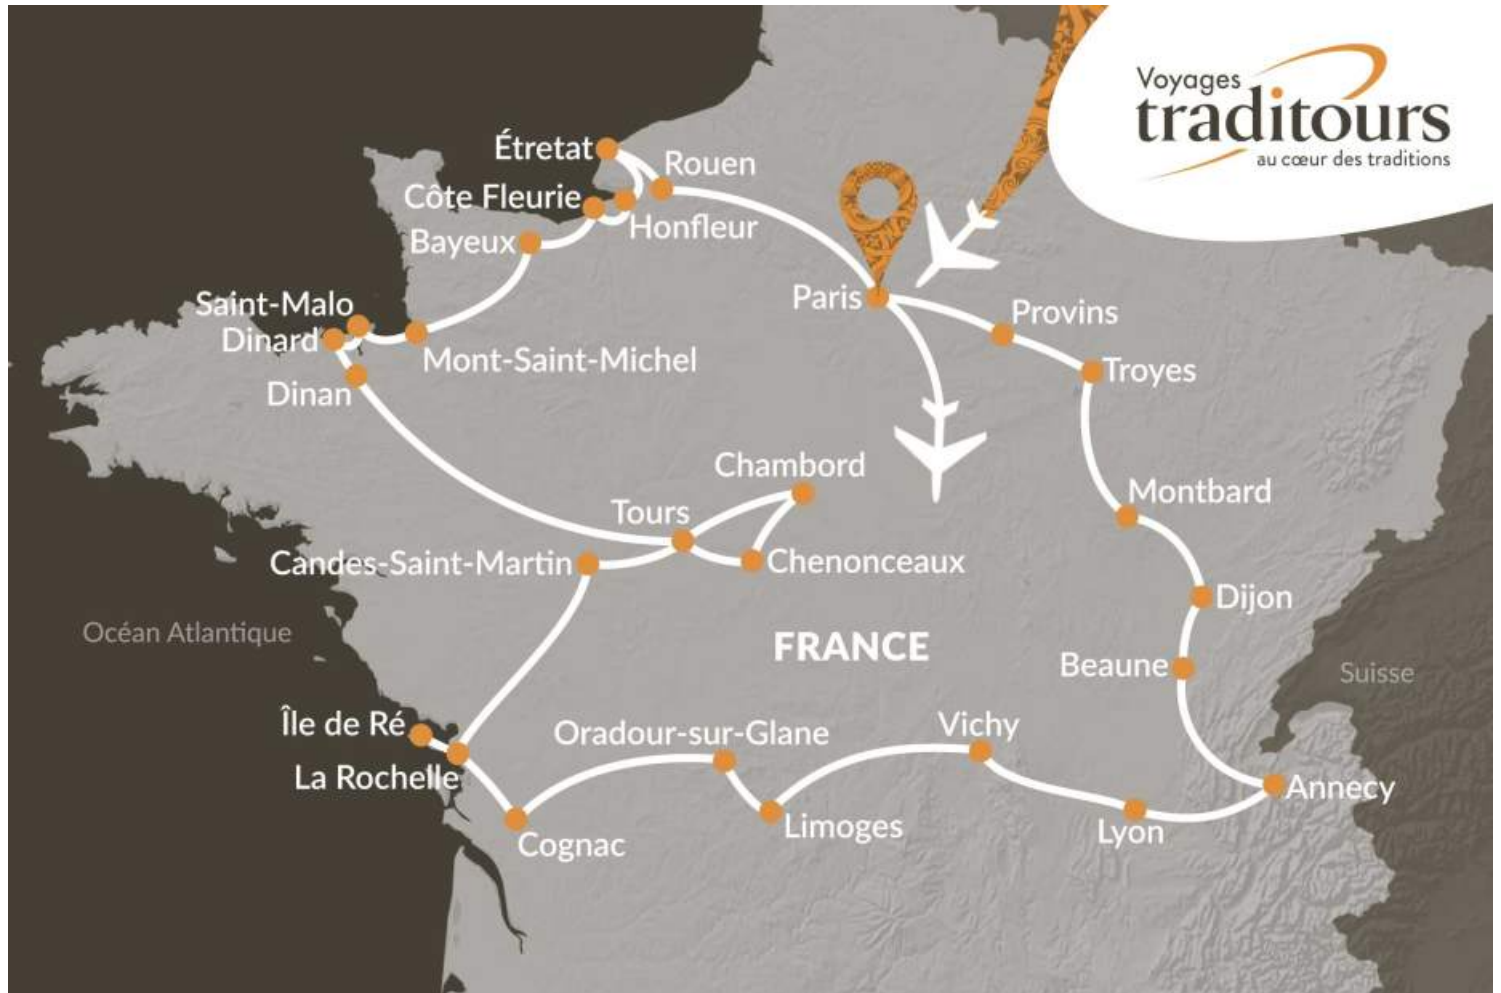 Voyages
traditours
au cœur des traditions
Étretat
Rouen
Côte Fleurie
Honfleur
Bayeux
Saint-Malo
Paris
Provins
Dinard
Mont-Saint-Michel
Troyes
Dinan
Chambord
Montbard
Tours
Candes-Saint-Martin
Chenonceaux
Dijon
Océan Atlantique
FRANCE
Beaune
Suisse
Île de Ré
Oradour-sur-Glane
Vichy
La Rochelle
Annecy
Limoges
Lyon
Cognac